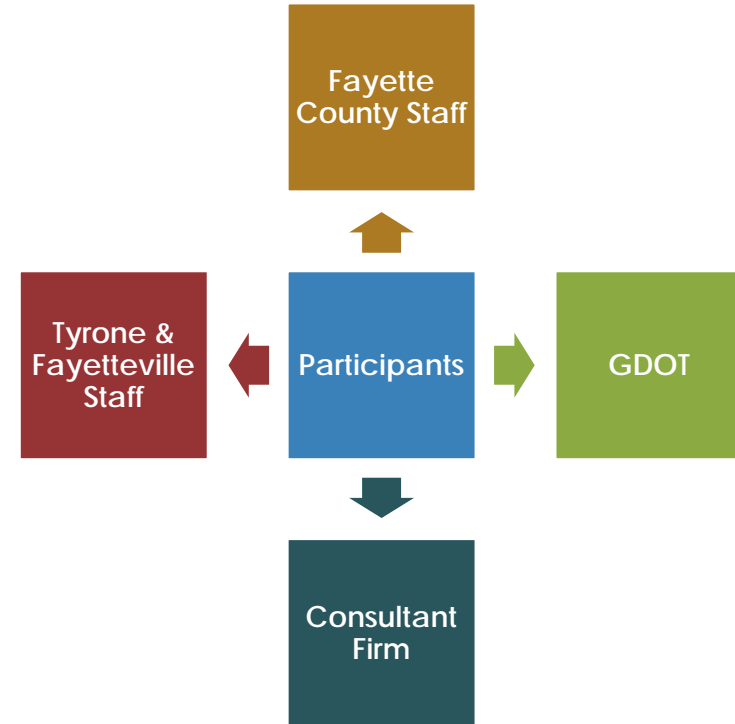 Fayette
County Staff
Tyrone &
Fayetteville
Staff
Participants
GDOT
Consultant
Firm